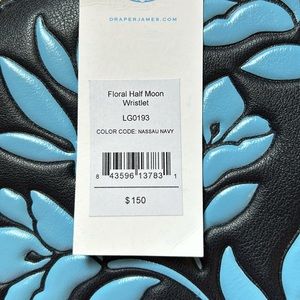 DRAPERJAMES.COM
Floral Half Moon
Wristlet
LG0193
COLOR CODE: NASSAU NAVY
8 43596 13783 1
$150